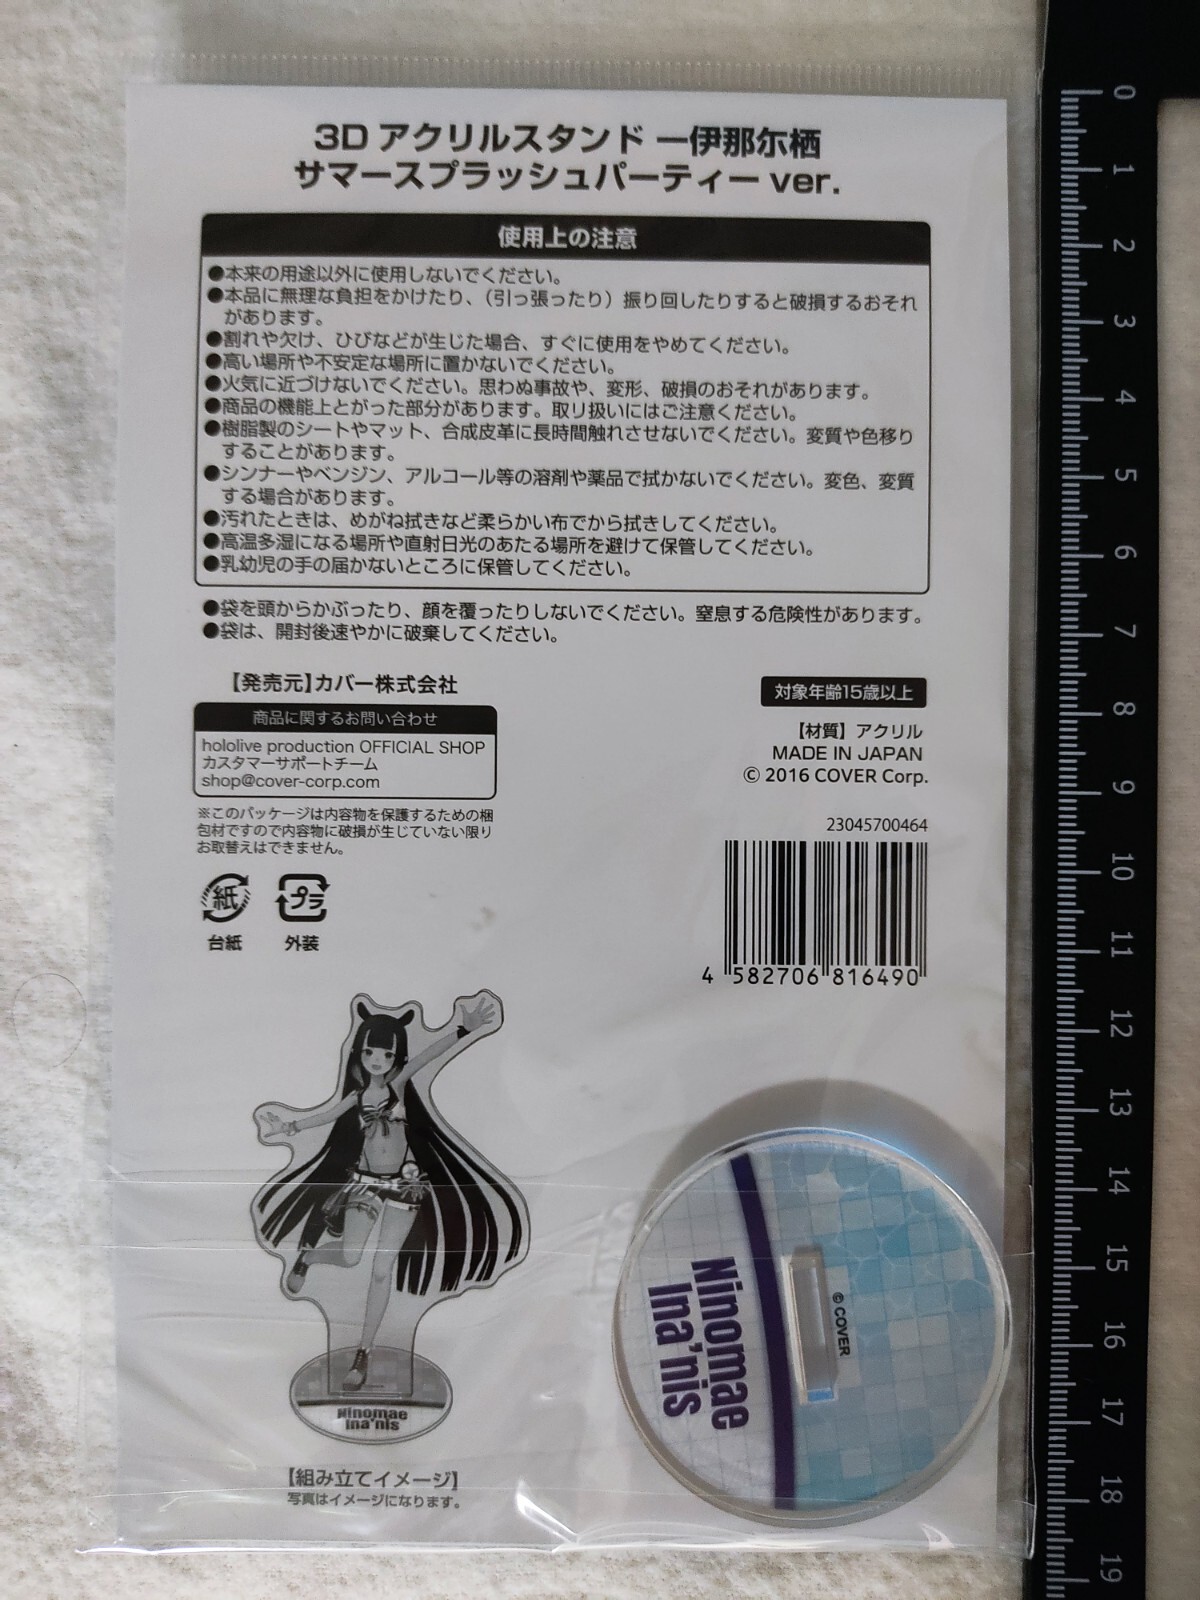 3D アクリルスタンド 一伊那尓栖
サマースプラッシュパーティー ver.
使用上の注意
●本来の用途以外に使用しないでください。
●本品に無理な負担をかけたり、（引っ張ったり）振り回したりすると破損するおそれ
があります。
●割れや欠け、ひびなどが生じた場合、すぐに使用をやめてください。
●高い場所や不安定な場所に置かないでください。
●火気に近づけないでください。思わぬ事故や、変形、破損のおそれがあります。
●商品の機能上とがった部分があります。取り扱いにはご注意ください。
●樹脂製のシートやマット、合成皮革に長時間触れさせないでください。変質や色移り
することがあります。
●シンナーやベンジン、アルコール等の溶剤や薬品で拭かないでください。変色、変質
する場合があります。
●汚れたときは、めがね拭きなど柔らかい布でから拭きしてください。
●高温多湿になる場所や直射日光のあたる場所を避けて保管してください。
●乳幼児の手の届かないところに保管してください。
●袋を頭からかぶったり、顔を覆ったりしないでください。窒息する危険性があります。
●袋は、開封後速やかに破棄してください。
【発売元】カバー株式会社
商品に関するお問い合わせ
hololive production OFFICIAL SHOP
カスタマーサポートチーム
shop@cover-corp.com
※このパッケージは内容物を保護するための梱
包材ですので内容物に破損が生じていない限り
お取替えはできません。
紙
プラ
台紙
外装
対象年齢15歳以上
【材質】アクリル
MADE IN JAPAN
© 2016 COVER Corp.
23045700464
4 582706 816490
Ninomae
Ina'nis
【組み立てイメージ】
写真はイメージになります。
Ninomae
Ina'nis
© COVER
0
1
2
3
4
5
6
7
8
9
10
11
12
13
14
15
16
17
18
19